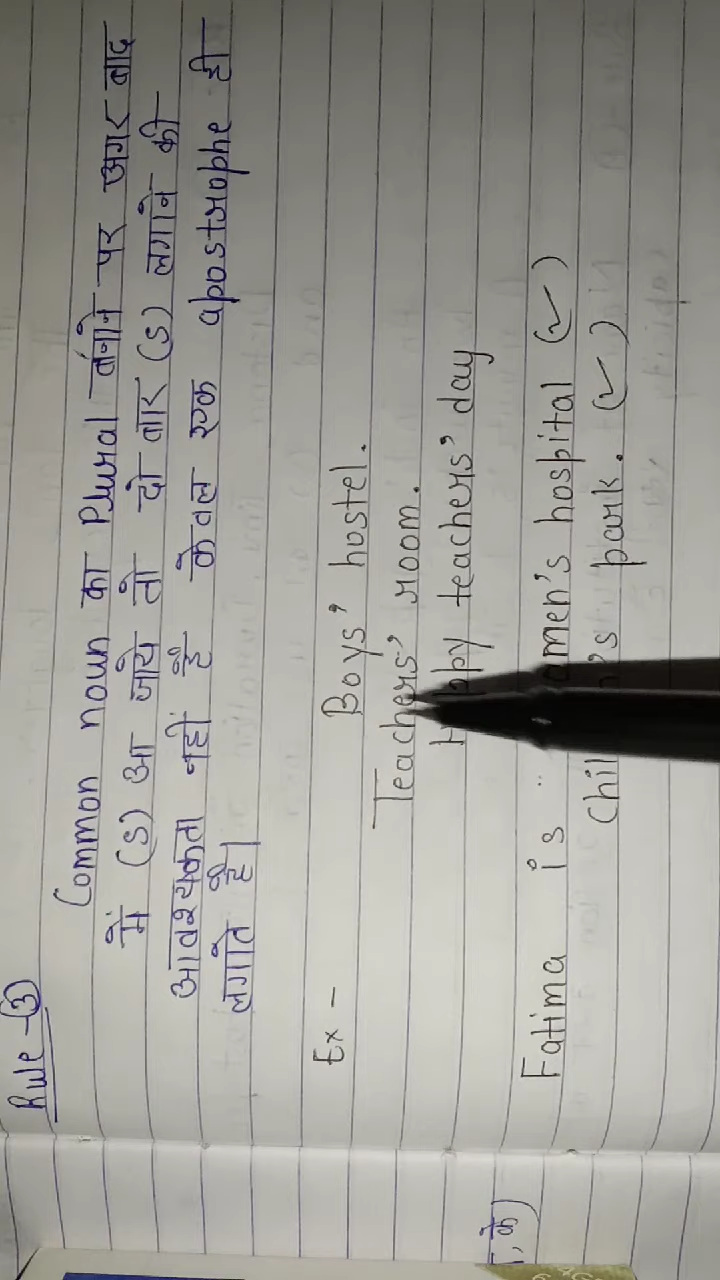 Rule-(3)
Common noun का Plural बनाने पर अगर बाद
में (s) आ जाये तो दो बार (s) लगाने की
आवश्यकता नहीं है केवल एक apostrophe ही
लगाते है।
Ex -
Boys' hostel.
Teachers' room.
teachers' day
Fatima is hospital (✓)
park. (✓)